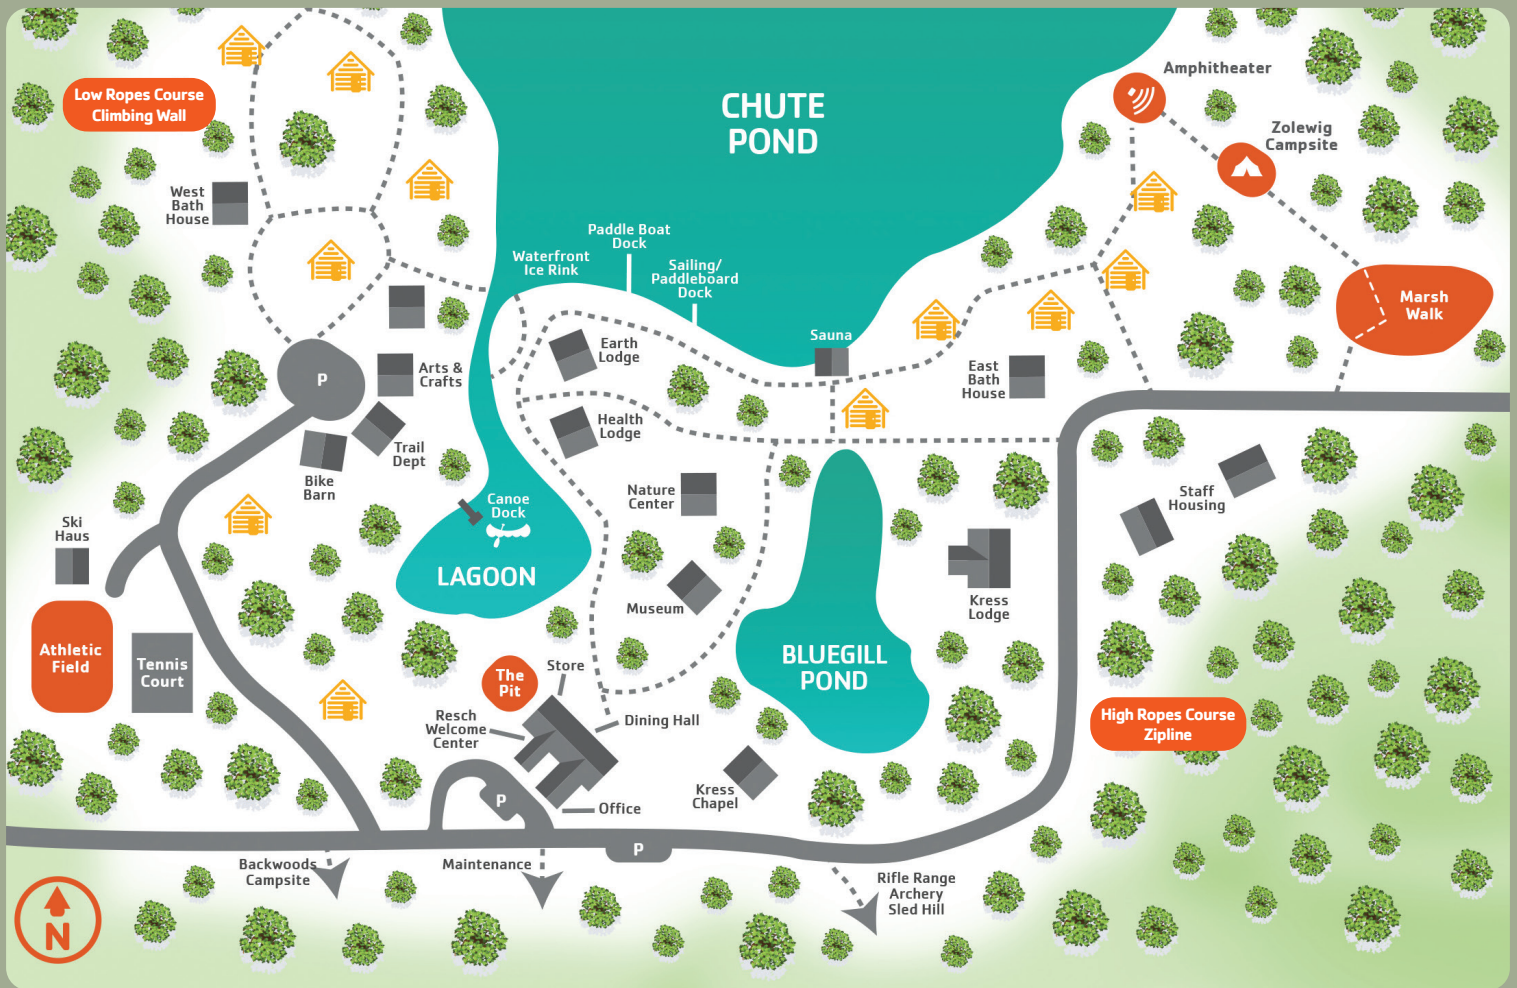 CHUTE
POND
Amphitheater
Low Ropes Course
Climbing Wall
Zolewig
Campsite
West
Bath
House
Paddle Boat
Dock
Waterfront
Ice Rink
Sailing/
Paddleboard
Dock
Marsh
Walk
Sauna
Earth
Lodge
East
Bath
House
P
Arts &
Crafts
Health
Lodge
Trail
Dept
Bike
Barn
Nature
Center
Staff
Housing
Canoe
Dock
Ski
Haus
LAGOON
Museum
Kress
Lodge
Athletic
Field
Tennis
Court
BLUEGILL
POND
Store
The
Pit
Resch
Welcome
Center
Dining Hall
High Ropes Course
Zipline
Kress
Chapel
P
Office
P
Backwoods
Campsite
Maintenance
Rifle Range
Archery
Sled Hill
N